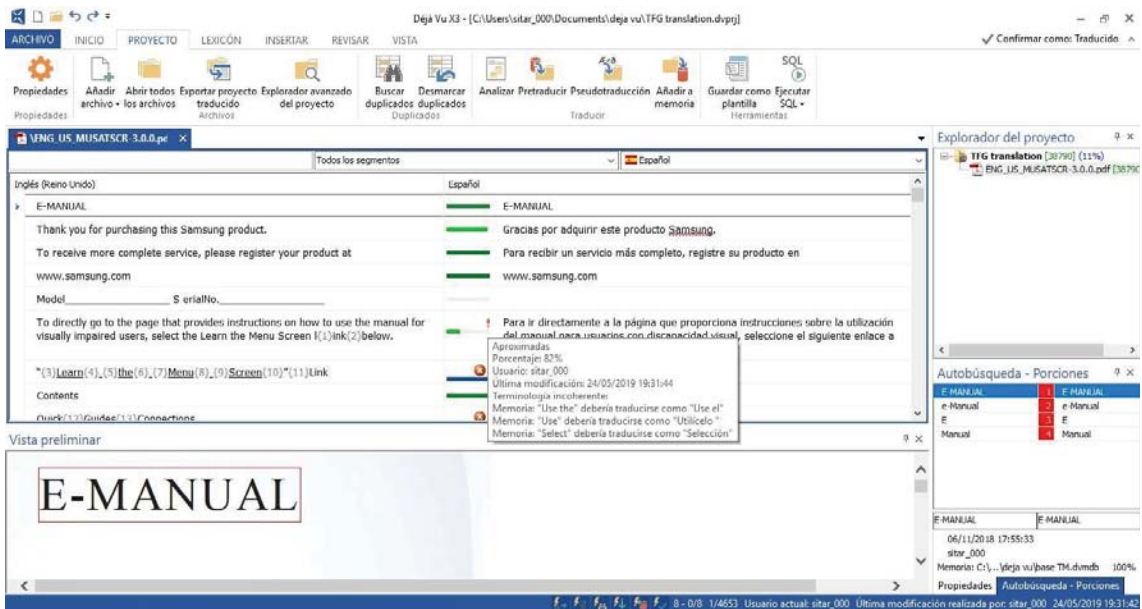 Déjà Vu X3 - [C:\Users\sitar_000\Documents\deja vu\TFG translation.dvprj]
ARCHIVO INICIO PROYECTO LEXICÓN INSERTAR REVISAR VISTA
Confirmar como: Traducido
Propiedades
Añadir archivo
Abrir todos los archivos
Exportar proyecto traducido
Explorador avanzado del proyecto
Buscar duplicados
Desmarcar duplicados
Analizar Pretraducir Pseudotraducción
Añadir a memoria
Guardar como plantilla
SQL
Ejecutar SQL
Propiedades Archivos Duplicados Traducir Herramientas
\ENG_US_MUSATSCR-3.0.0.pd
Todos los segmentos Español
Inglés (Reino Unido) Español
E-MANUAL E-MANUAL
Thank you for purchasing this Samsung product. Gracias por adquirir este producto Samsung.
To receive more complete service, please register your product at Para recibir un servicio más completo, registre su producto en
www.samsung.com www.samsung.com
Model____________________ S erialNo.____________________
To directly go to the page that provides instructions on how to use the manual for
visually impaired users, select the Learn the Menu Screen l{1}ink{2}below.
Para ir directamente a la página que proporciona instrucciones sobre la utilización
del manual para usuarios con discapacidad visual, seleccione el siguiente enlace a
"{3}Learn{4}_{5}the{6}_{7}Menu{8}_{9}Screen{10}"{11}Link
Contents
Quick{12}Guides{13}Connections
Aproximadas
Porcentaje: 82%
Usuario: sitar_000
Última modificación: 24/05/2019 19:31:44
Terminología incoherente:
Memoria: "Use the" debería traducirse como "Use el"
Memoria: "Use" debería traducirse como "Utilícelo "
Memoria: "Select" debería traducirse como "Selección"
Vista preliminar
E-MANUAL
Explorador del proyecto
TFG translation [38790] (11%)
ENG_US_MUSATSCR-3.0.0.pdf [38790
Autobúsqueda - Porciones
E-MANUAL 1 E-MANUAL
e-Manual 2 e-Manual
E 3 E
Manual 4 Manual
E-MANUAL E-MANUAL
06/11/2018 17:55:33
sitar_000
Memoria: C:\...\deja vu\base TM.dvmdb 100%
Propiedades Autobúsqueda - Porciones
8 - 0/8 1/4653 Usuario actual: sitar_000 Última modificación realizada por: sitar_000 24/05/2019 19:31:42